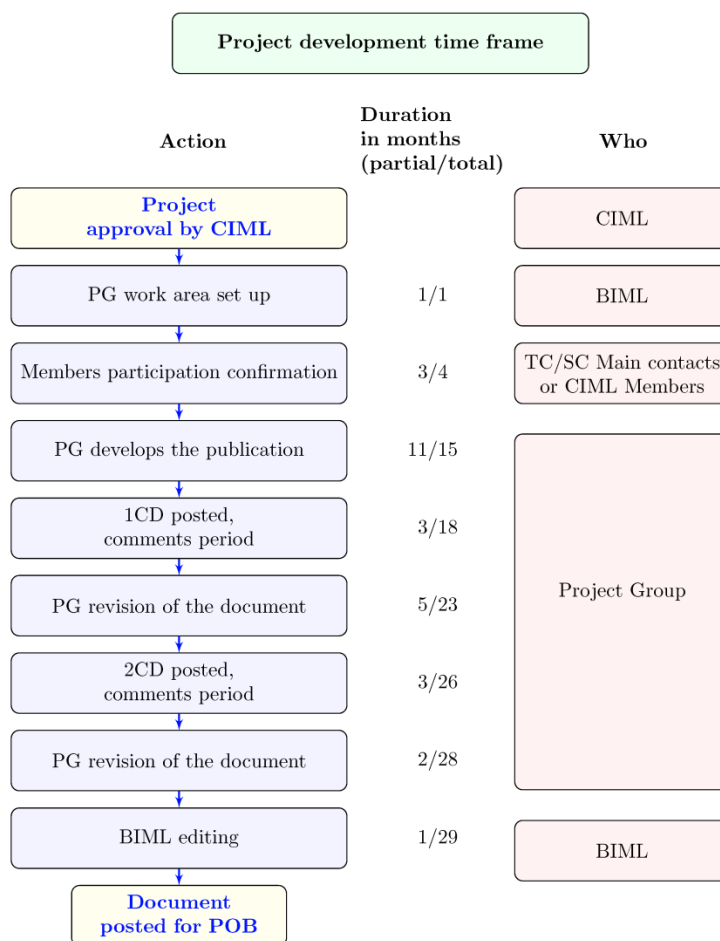 Project development time frame
Action
Duration
in months
(partial/total)
Who
Project
approval by CIML
CIML
PG work area set up
1/1
BIML
Members participation confirmation
3/4
TC/SC Main contacts
or CIML Members
PG develops the publication
11/15
1CD posted,
comments period
3/18
PG revision of the document
5/23
Project Group
2CD posted,
comments period
3/26
PG revision of the document
2/28
BIML editing
1/29
BIML
Document
posted for POB